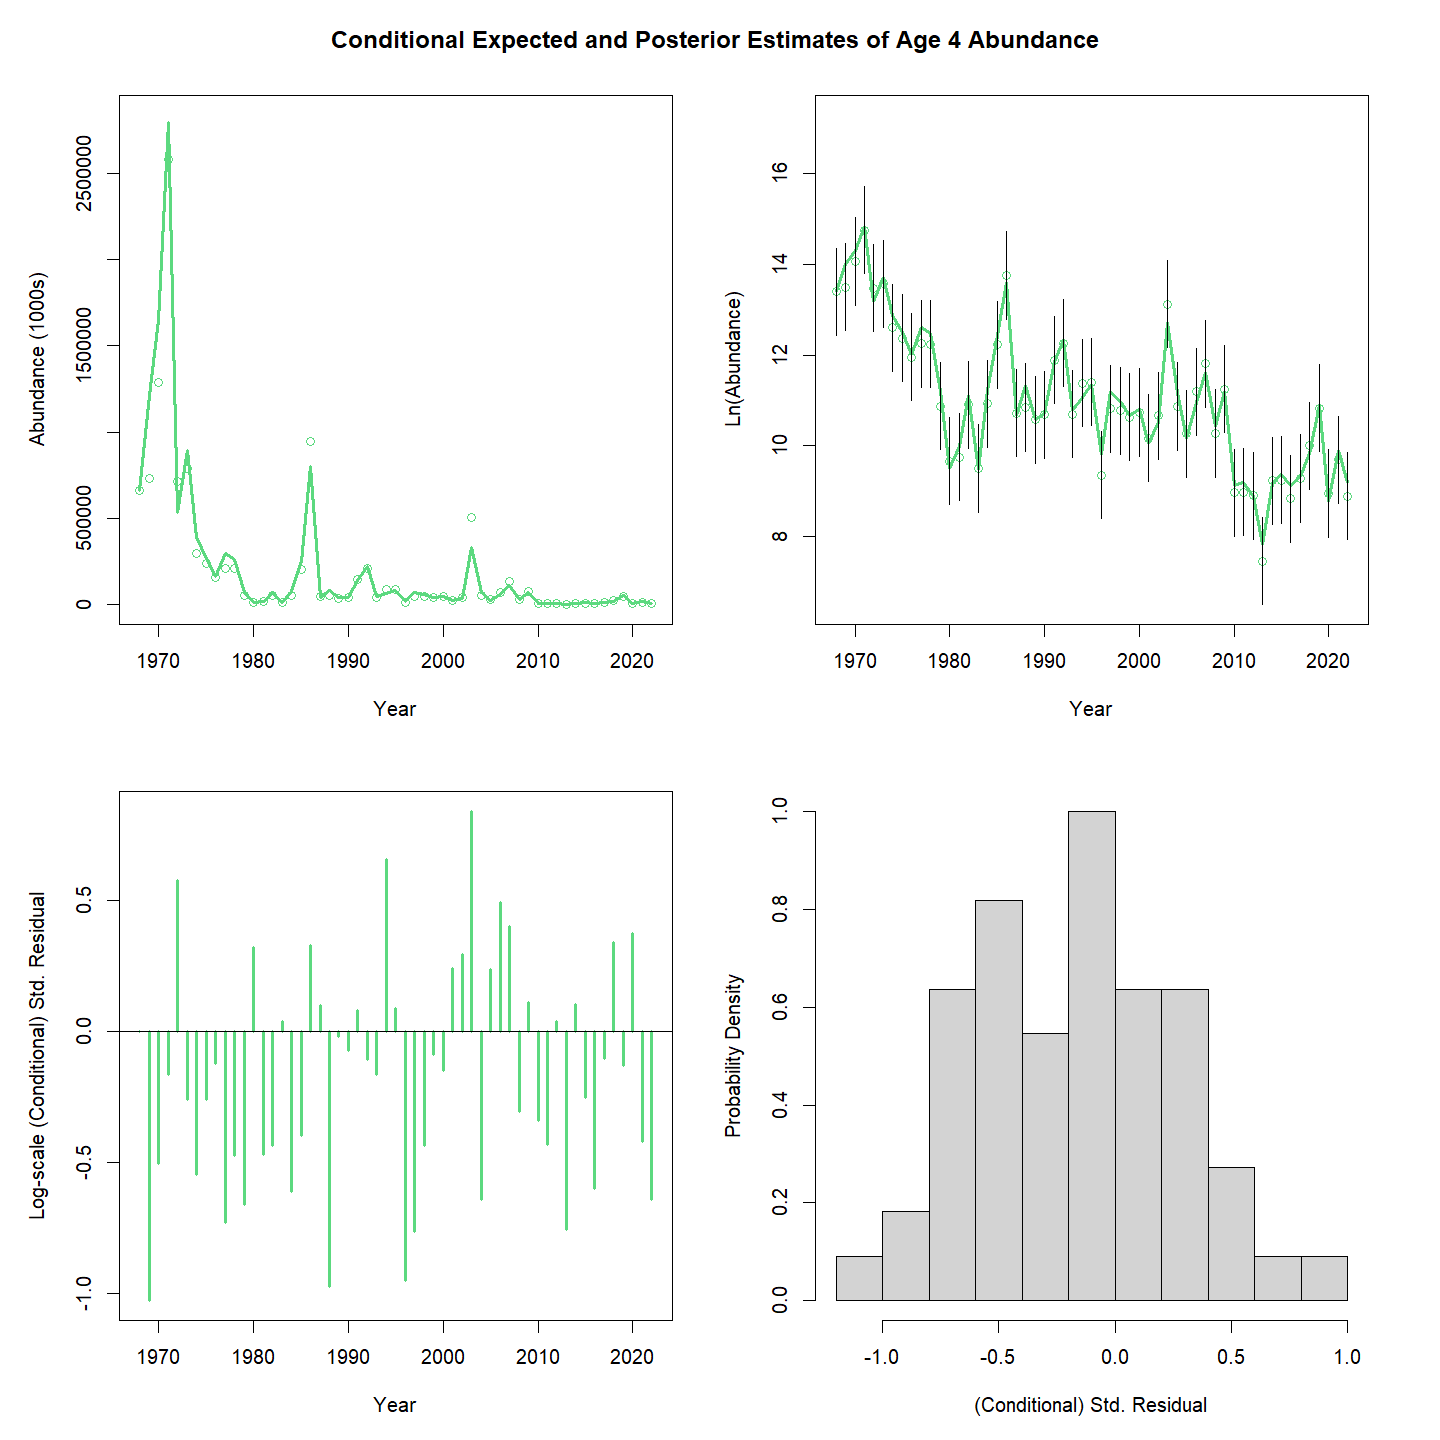 Conditional Expected and Posterior Estimates of Age 4 Abundance
Abundance (1000s)
2500000
1500000
500000
0
1970 1980 1990 2000 2010 2020
Year
Ln(Abundance)
16
14
12
10
8
1970 1980 1990 2000 2010 2020
Year
Log-scale (Conditional) Std. Residual
0.5
0.0
-0.5
-1.0
1970 1980 1990 2000 2010 2020
Year
Probability Density
1.0
0.8
0.6
0.4
0.2
0.0
-1.0 -0.5 0.0 0.5 1.0
(Conditional) Std. Residual